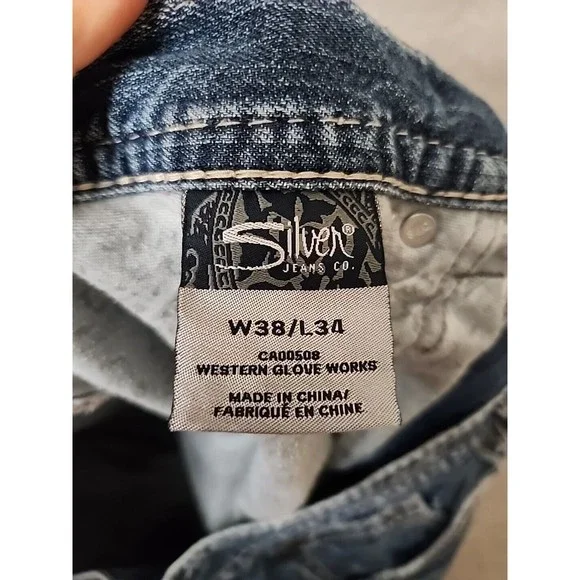 Silver®
JEANS CO.
W38/L34
CA00508
WESTERN GLOVE WORKS
MADE IN CHINA/
FABRIQUÉ EN CHINE